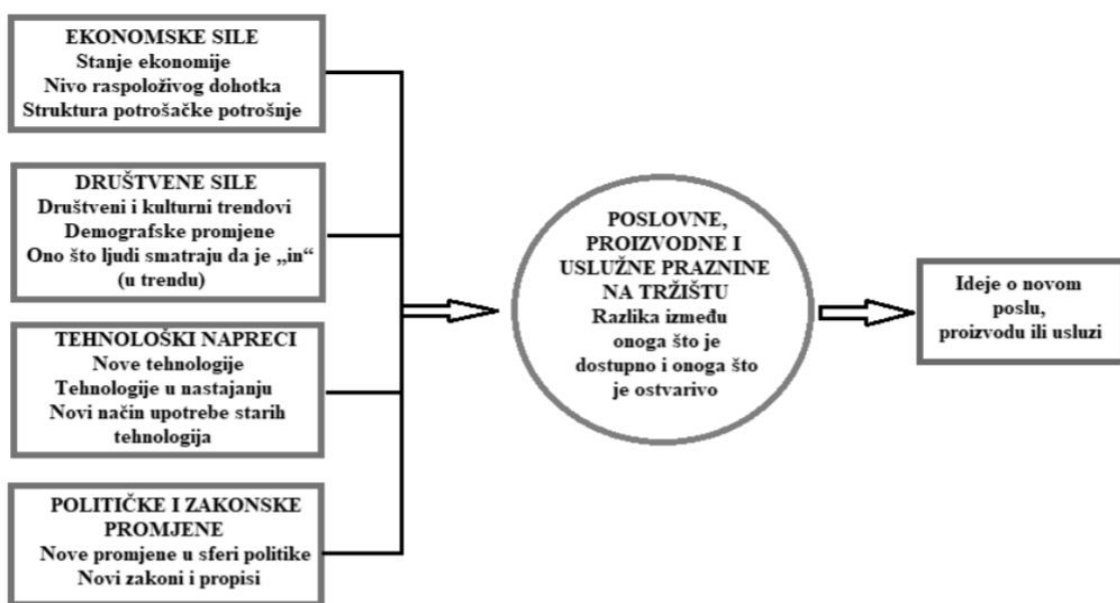 EKONOMSKE SILE
Stanje ekonomije
Nivo raspoloživog dohotka
Struktura potrošačke potrošnje
DRUŠTVENE SILE
Društveni i kulturni trendovi
Demografske promjene
Ono što ljudi smatraju da je „in“
(u trendu)
TEHNOLOŠKI NAPRECI
Nove tehnologije
Tehnologije u nastajanju
Novi način upotrebe starih
tehnologija
POLITIČKE I ZAKONSKE
PROMJENE
Nove promjene u sferi politike
Novi zakoni i propisi
POSLOVNE,
PROIZVODNE I
USLUŽNE PRAZNINE
NA TRŽIŠTU
Razlika između
onoga što je
dostupno i onoga što
je ostvarivo
Ideje o novom
poslu,
proizvodu ili usluzi